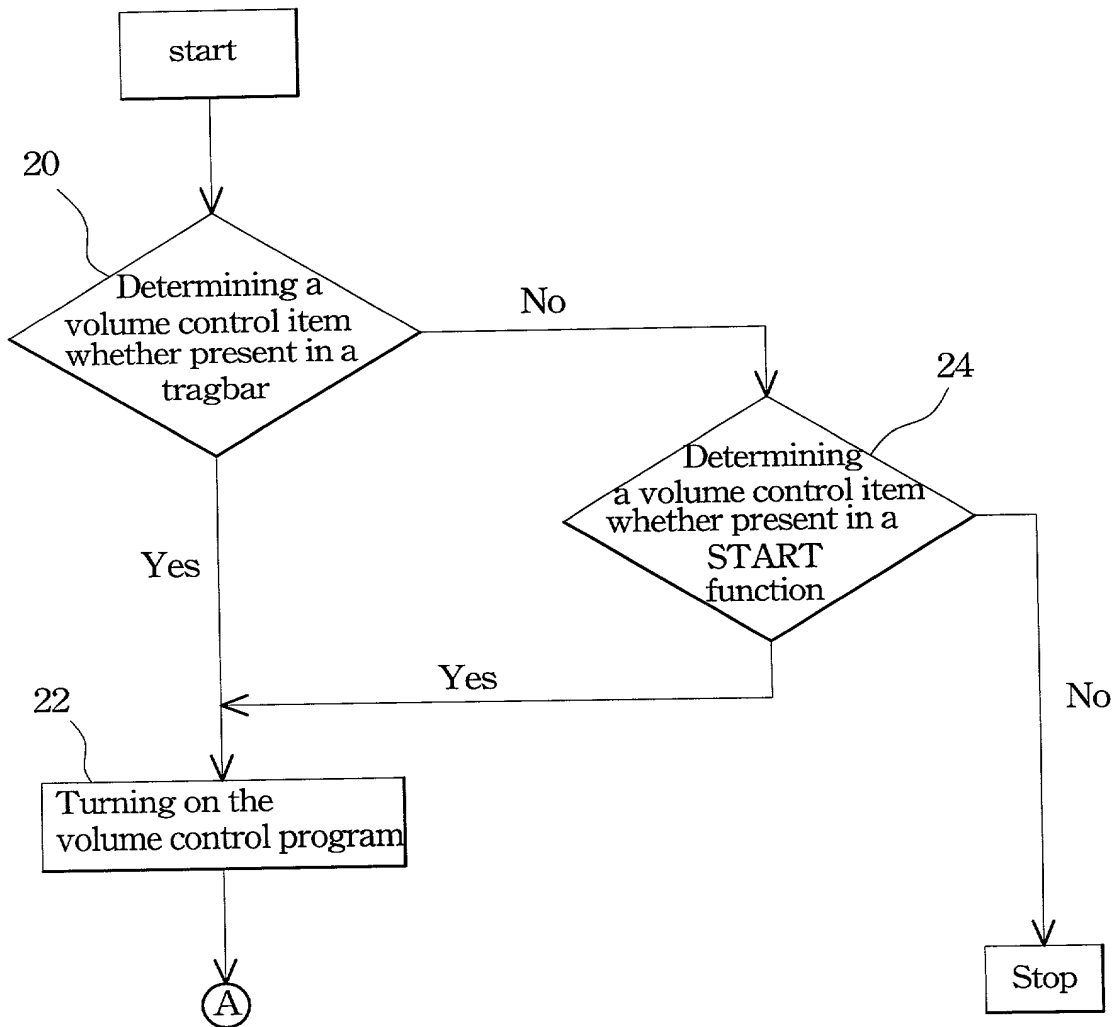 start
20
Determining a
volume control item
whether present in a
tragbar
No
24
Determining
a volume control item
whether present in a
START
function
Yes
Yes
No
22
Turning on the
volume control program
A
Stop